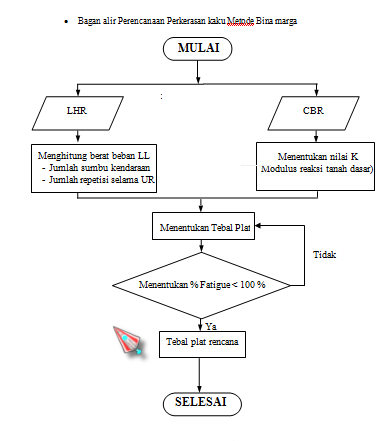 • Bagan alir Perencanaan Perkerasan kaku Metode Bina marga
MULAI
:
LHR
CBR
Menghitung berat beban LL
- Jumlah sumbu kendaraan
- Jumlah repetisi selama UR
Menentukan nilai K
Modulus reaksi tanah dasar)
Menentukan Tebal Plat
Tidak
Menentukan % Fatigue < 100 %
Ya
Tebal plat rencana
SELESAI